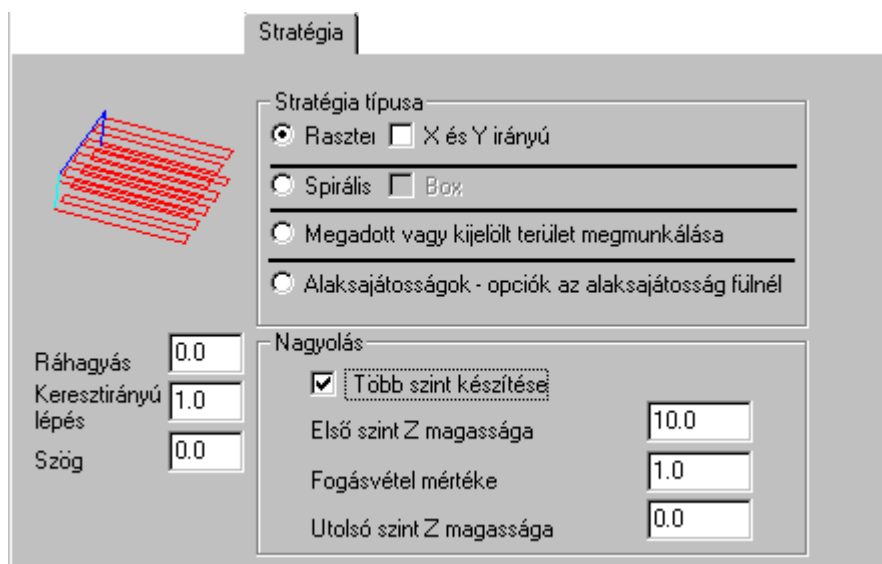 Stratégia
Stratégia típusa
Raszter X és Y irányú
Spirális Box
Megadott vagy kijelölt terület megmunkálása
Alaksajátosságok - opciók az alaksajátosság fülnél
Ráhagyás 0.0
Keresztirányú
lépés 1.0
Szög 0.0
Nagyolás
Több szint készítése
Első szint Z magassága 10.0
Fogásvétel mértéke 1.0
Utolsó szint Z magassága 0.0